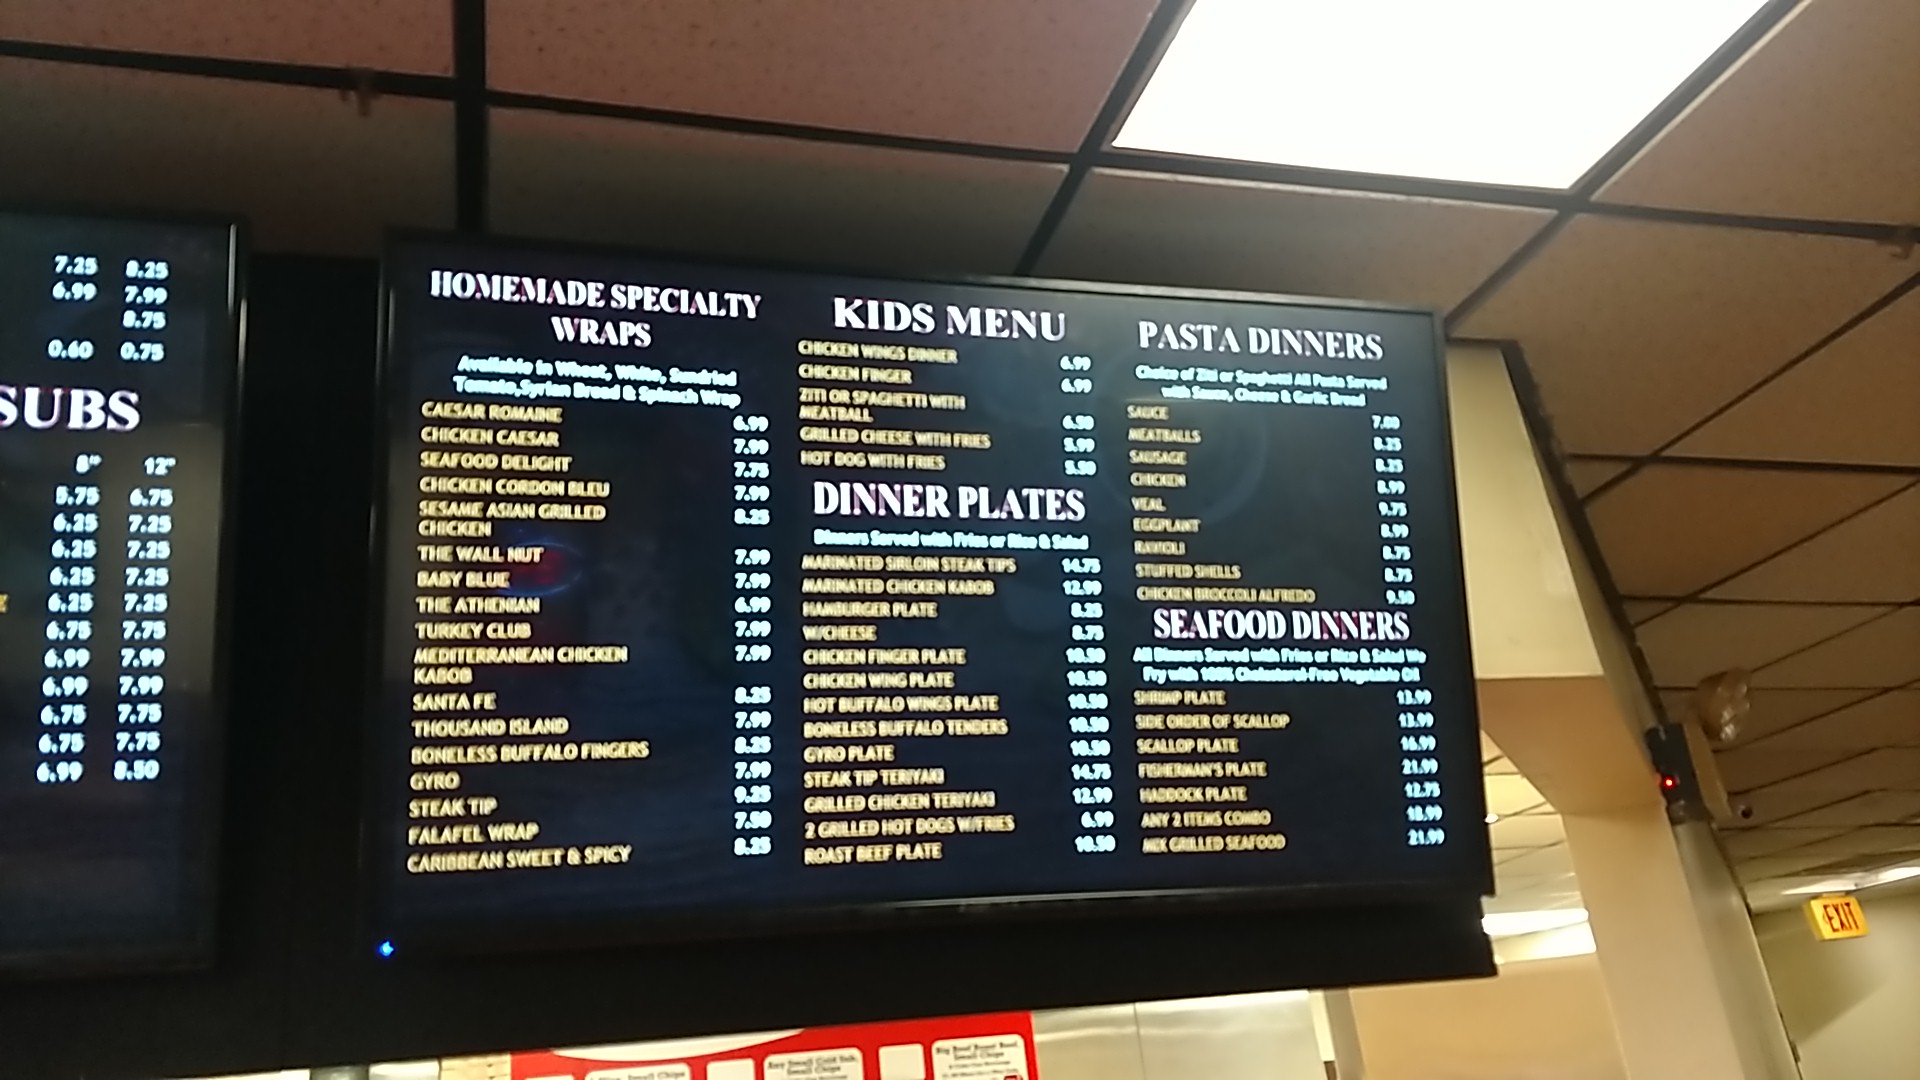 7.25 8.25
6.99 7.99
8.75
0.60 0.75
SUBS
8" 12"
5.75 6.75
6.25 7.25
6.25 7.25
6.25 7.25
6.25 7.25
6.75 7.75
6.99 7.99
6.99 7.99
6.75 7.75
6.75 7.75
6.99 8.50
HOMEMADE SPECIALTY
WRAPS
Available in Wheat, White, Sundried
Tomato,Syrian Bread & Spinach Wrap
CAESAR ROMAINE 6.99
CHICKEN CAESAR 7.99
SEAFOOD DELIGHT 7.75
CHICKEN CORDON BLEU 7.99
SESAME ASIAN GRILLED 8.25
CHICKEN
THE WALL NUT 7.99
BABY BLUE 7.99
THE ATHENIAN 6.99
TURKEY CLUB 7.99
MEDITERRANEAN CHICKEN 7.99
KABOB
SANTA FE 8.25
THOUSAND ISLAND 7.99
BONELESS BUFFALO FINGERS 8.25
GYRO 7.99
STEAK TIP 9.25
FALAFEL WRAP 7.50
CARIBBEAN SWEET & SPICY 8.25
KIDS MENU
CHICKEN WINGS DINNER 6.99
CHICKEN FINGER 6.99
ZITI OR SPAGHETTI WITH
MEATBALL 6.50
GRILLED CHEESE WITH FRIES 5.99
HOT DOG WITH FRIES 5.50
DINNER PLATES
Dinners Served with Fries or Rice & Salad
MARINATED SIRLOIN STEAK TIPS 14.75
MARINATED CHICKEN KABOB 12.99
HAMBURGER PLATE 8.25
W/CHEESE 8.75
CHICKEN FINGER PLATE 10.50
CHICKEN WING PLATE 10.50
HOT BUFFALO WINGS PLATE 10.50
BONELESS BUFFALO TENDERS 10.50
GYRO PLATE 10.50
STEAK TIP TERIYAKI 14.75
GRILLED CHICKEN TERIYAKI 12.99
2 GRILLED HOT DOGS W/FRIES 6.99
ROAST BEEF PLATE 10.50
PASTA DINNERS
Choice of Ziti or Spaghetti All Pasta Served
with Sauce, Cheese & Garlic Bread
SAUCE 7.00
MEATBALLS 8.25
SAUSAGE 8.25
CHICKEN 8.99
VEAL 9.75
EGGPLANT 8.99
RAVIOLI 8.75
STUFFED SHELLS 8.75
CHICKEN BROCCOLI ALFREDO 9.50
SEAFOOD DINNERS
All Dinners Served with Fries or Rice & Salad We
Fry with 100% Cholesterol-Free Vegetable Oil
SHRIMP PLATE 13.99
SIDE ORDER OF SCALLOP 13.99
SCALLOP PLATE 16.99
FISHERMAN'S PLATE 21.99
HADDOCK PLATE 12.75
ANY 2 ITEMS COMBO 18.99
MIX GRILLED SEAFOOD 21.99
EXIT
Small Chips
Any Small Cold Sub,
Small Chips
Big Beef Roast Beef,
Small Chips